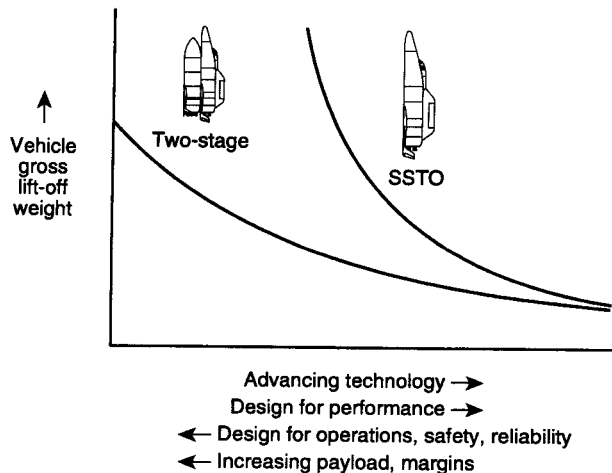 Two-stage
SSTO
Vehicle
gross
lift-off
weight
Advancing technology →
Design for performance →
← Design for operations, safety, reliability
← Increasing payload, margins